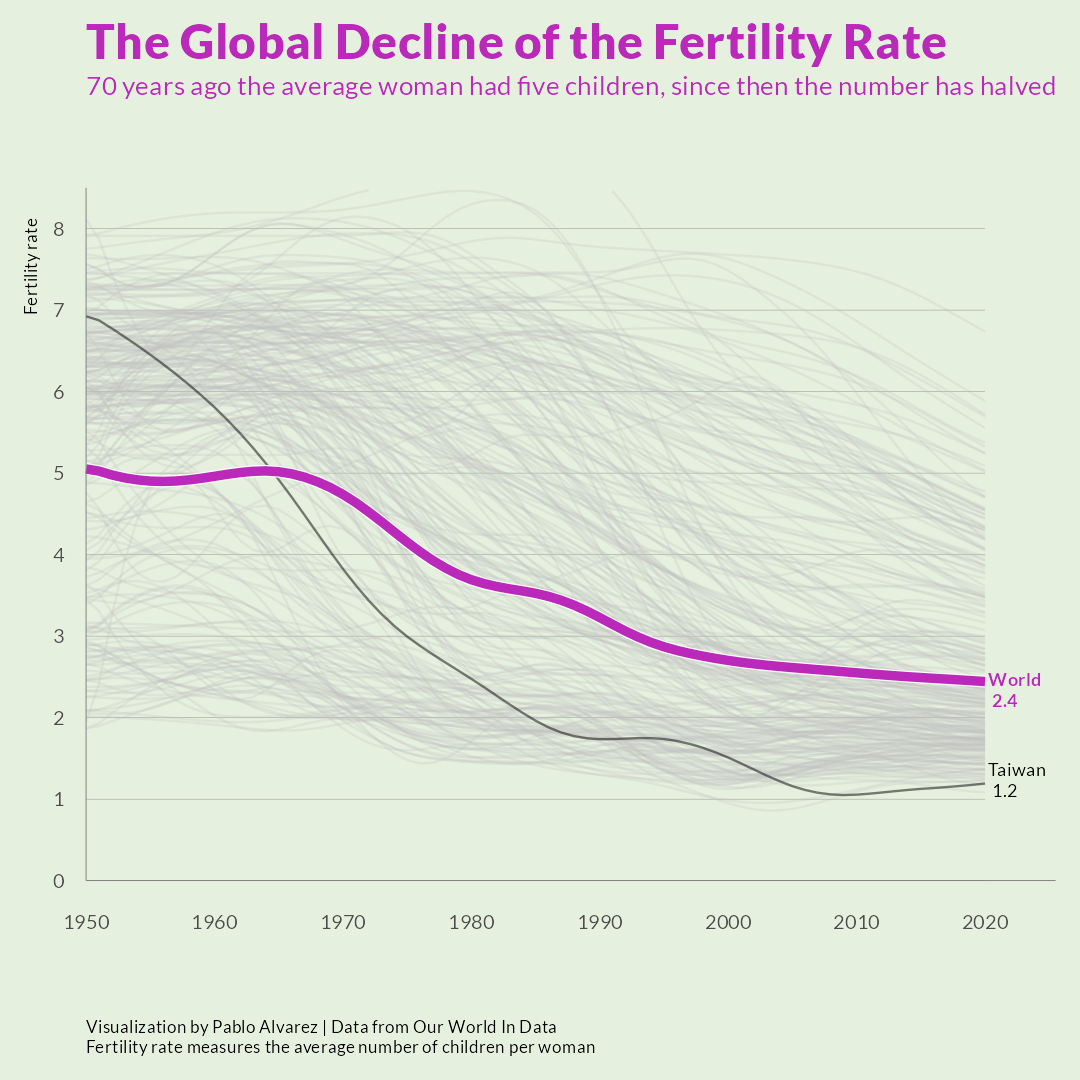 The Global Decline of the Fertility Rate
70 years ago the average woman had five children, since then the number has halved
Fertility rate
8
7
6
5
4
3
2
1
0
World
2.4
Taiwan
1.2
1950 1960 1970 1980 1990 2000 2010 2020
Visualization by Pablo Alvarez | Data from Our World In Data
Fertility rate measures the average number of children per woman